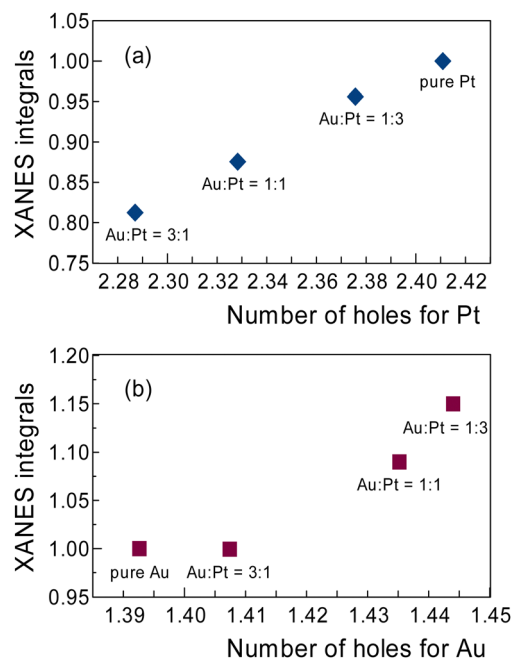 (a)
XANES integrals
1.05
1.00
0.95
0.90
0.85
0.80
0.75
pure Pt
Au:Pt = 1:3
Au:Pt = 1:1
Au:Pt = 3:1
2.28 2.30 2.32 2.34 2.36 2.38 2.40 2.42
Number of holes for Pt
(b)
XANES integrals
1.20
1.15
1.10
1.05
1.00
0.95
Au:Pt = 1:3
Au:Pt = 1:1
pure Au Au:Pt = 3:1
1.39 1.40 1.41 1.42 1.43 1.44 1.45
Number of holes for Au